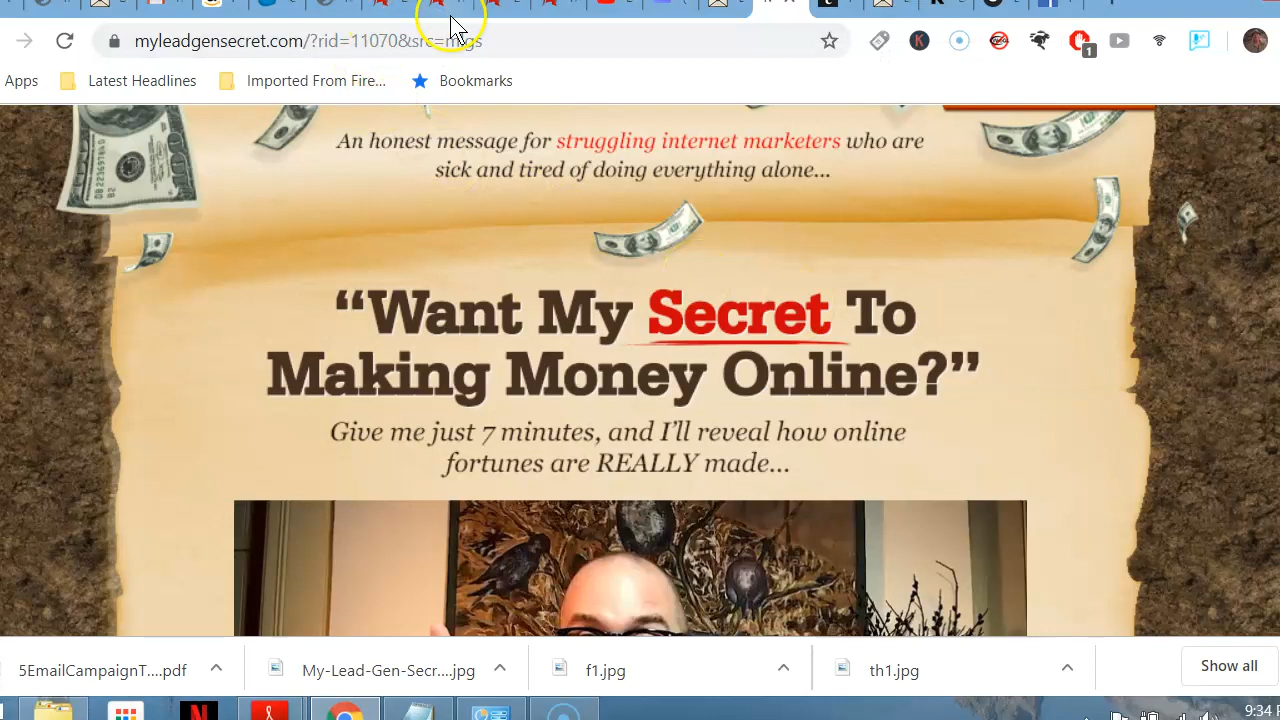 myleadgensecret.com/?rid=11070&src=
1
Apps
Latest Headlines
Imported From Fire...
Bookmarks
An honest message for struggling internet marketers who are
sick and tired of doing everything alone...
“Want My Secret To
Making Money Online?”
Give me just 7 minutes, and I’ll reveal how online
fortunes are REALLY made...
5EmailCampaignT....pdf
My-Lead-Gen-Secr....jpg
f1.jpg
th1.jpg
Show all
9:34